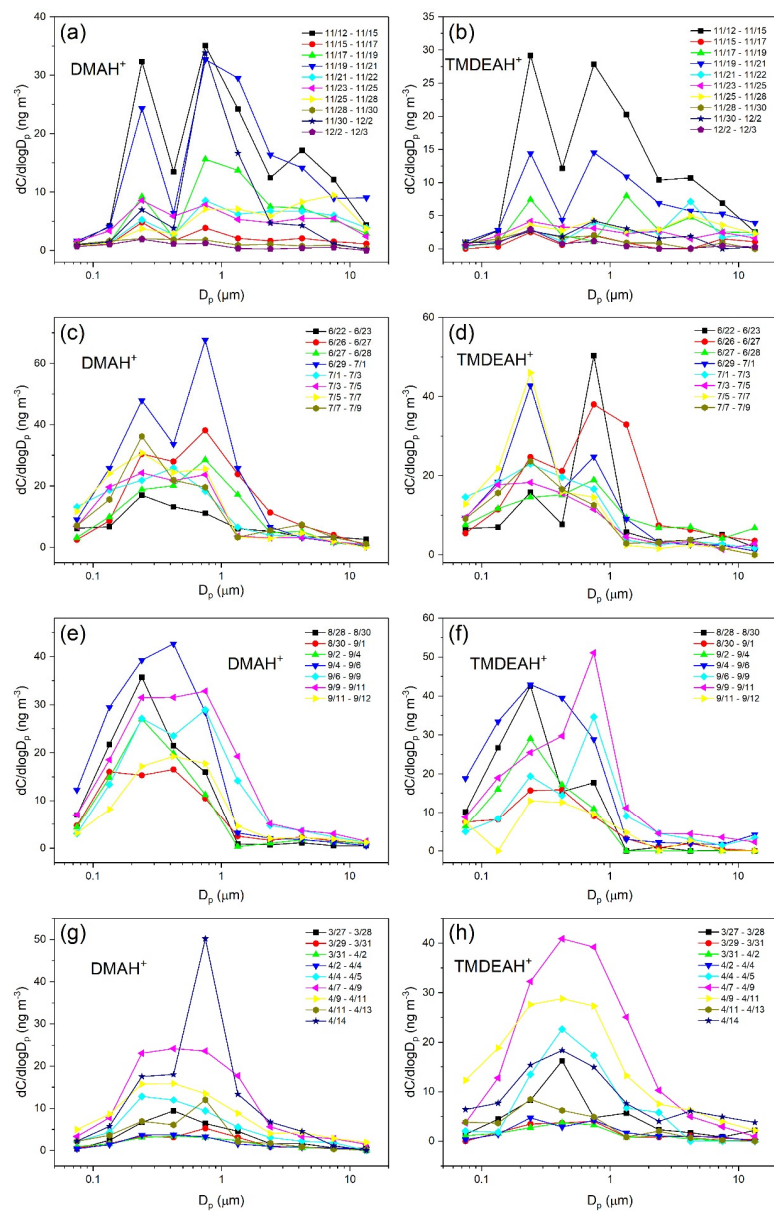 (a)
DMAH+
11/12 - 11/15
11/15 - 11/17
11/17 - 11/19
11/19 - 11/21
11/21 - 11/22
11/23 - 11/25
11/25 - 11/28
11/28 - 11/30
11/30 - 12/2
12/2 - 12/3
dC/dlogDp (ng m-3)
40
30
20
10
0
0.1
1
10
Dp (μm)
(b)
TMDEAH+
11/12 - 11/15
11/15 - 11/17
11/17 - 11/19
11/19 - 11/21
11/21 - 11/22
11/23 - 11/25
11/25 - 11/28
11/28 - 11/30
11/30 - 12/2
12/2 - 12/3
dC/dlogDp (ng m-3)
35
30
25
20
15
10
5
0
0.1
1
10
Dp (μm)
(c)
DMAH+
6/22 - 6/23
6/26 - 6/27
6/27 - 6/28
6/29 - 7/1
7/1 - 7/3
7/3 - 7/5
7/5 - 7/7
7/7 - 7/9
dC/dlogDp (ng m-3)
60
40
20
0
0.1
1
10
Dp (μm)
(d)
TMDEAH+
6/22 - 6/23
6/26 - 6/27
6/27 - 6/28
6/29 - 7/1
7/1 - 7/3
7/3 - 7/5
7/5 - 7/7
7/7 - 7/9
dC/dlogDp (ng m-3)
60
40
20
0
0.1
1
10
Dp (μm)
(e)
DMAH+
8/28 - 8/30
8/30 - 9/1
9/2 - 9/4
9/4 - 9/6
9/6 - 9/9
9/9 - 9/11
9/11 - 9/12
dC/dlogDp (ng m-3)
40
30
20
10
0
0.1
1
10
Dp (μm)
(f)
TMDEAH+
8/28 - 8/30
8/30 - 9/1
9/2 - 9/4
9/4 - 9/6
9/6 - 9/9
9/9 - 9/11
9/11 - 9/12
dC/dlogDp (ng m-3)
60
50
40
30
20
10
0
0.1
1
10
Dp (μm)
(g)
DMAH+
3/27 - 3/28
3/29 - 3/31
3/31 - 4/2
4/2 - 4/4
4/4 - 4/5
4/7 - 4/9
4/9 - 4/11
4/11 - 4/13
4/14
dC/dlogDp (ng m-3)
50
40
30
20
10
0
0.1
1
10
Dp (μm)
(h)
TMDEAH+
3/27 - 3/28
3/29 - 3/31
3/31 - 4/2
4/2 - 4/4
4/4 - 4/5
4/7 - 4/9
4/9 - 4/11
4/11 - 4/13
4/14
dC/dlogDp (ng m-3)
40
30
20
10
0
0.1
1
10
Dp (μm)